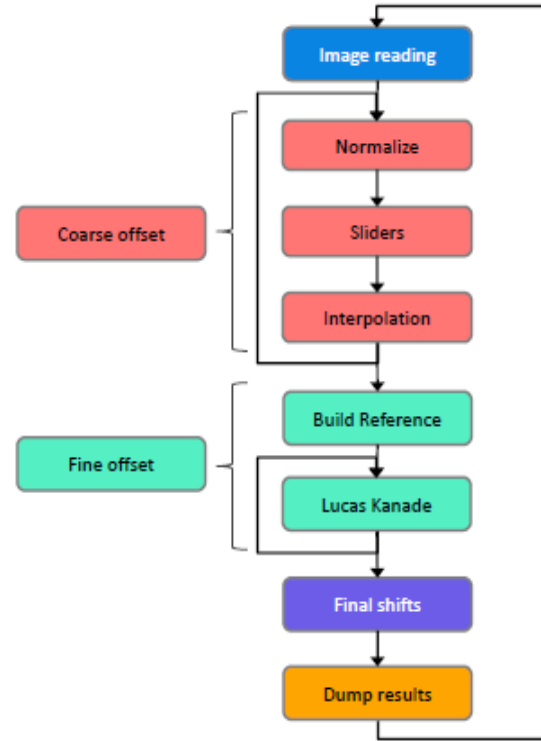 Image reading
Normalize
Coarse offset
Sliders
Interpolation
Build Reference
Fine offset
Lucas Kanade
Final shifts
Dump results